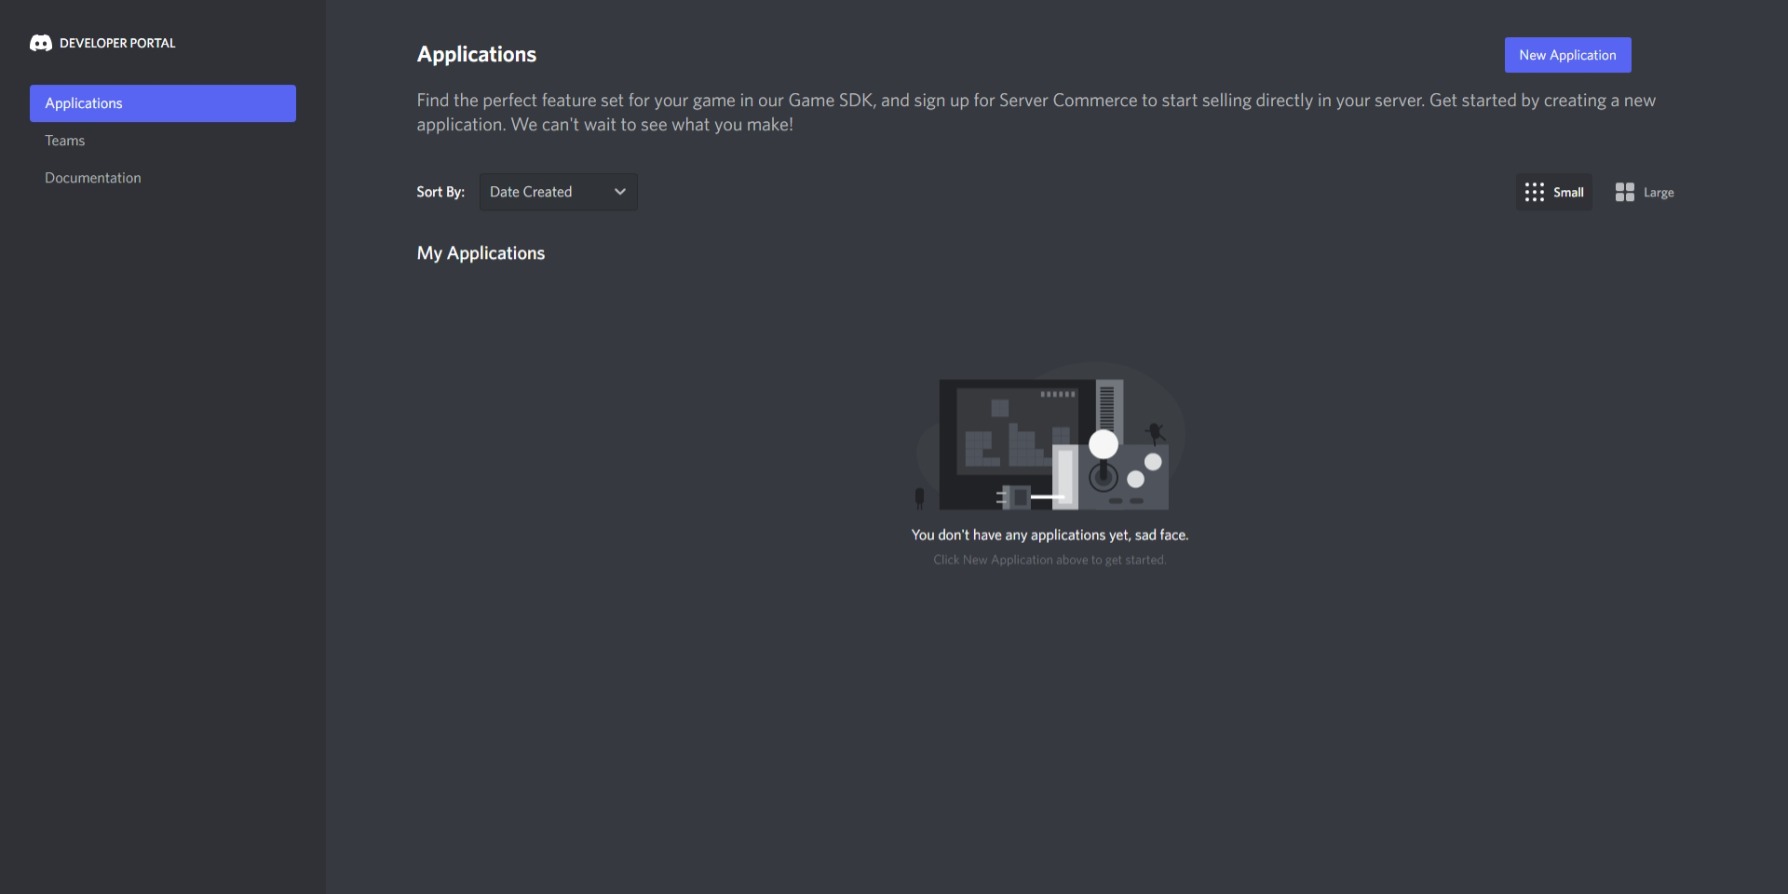 DEVELOPER PORTAL
Applications
Teams
Documentation
Applications
New Application
Find the perfect feature set for your game in our Game SDK, and sign up for Server Commerce to start selling directly in your server. Get started by creating a new
application. We can't wait to see what you make!
Sort By: Date Created
Small Large
My Applications
You don't have any applications yet, sad face.
Click New Application above to get started.